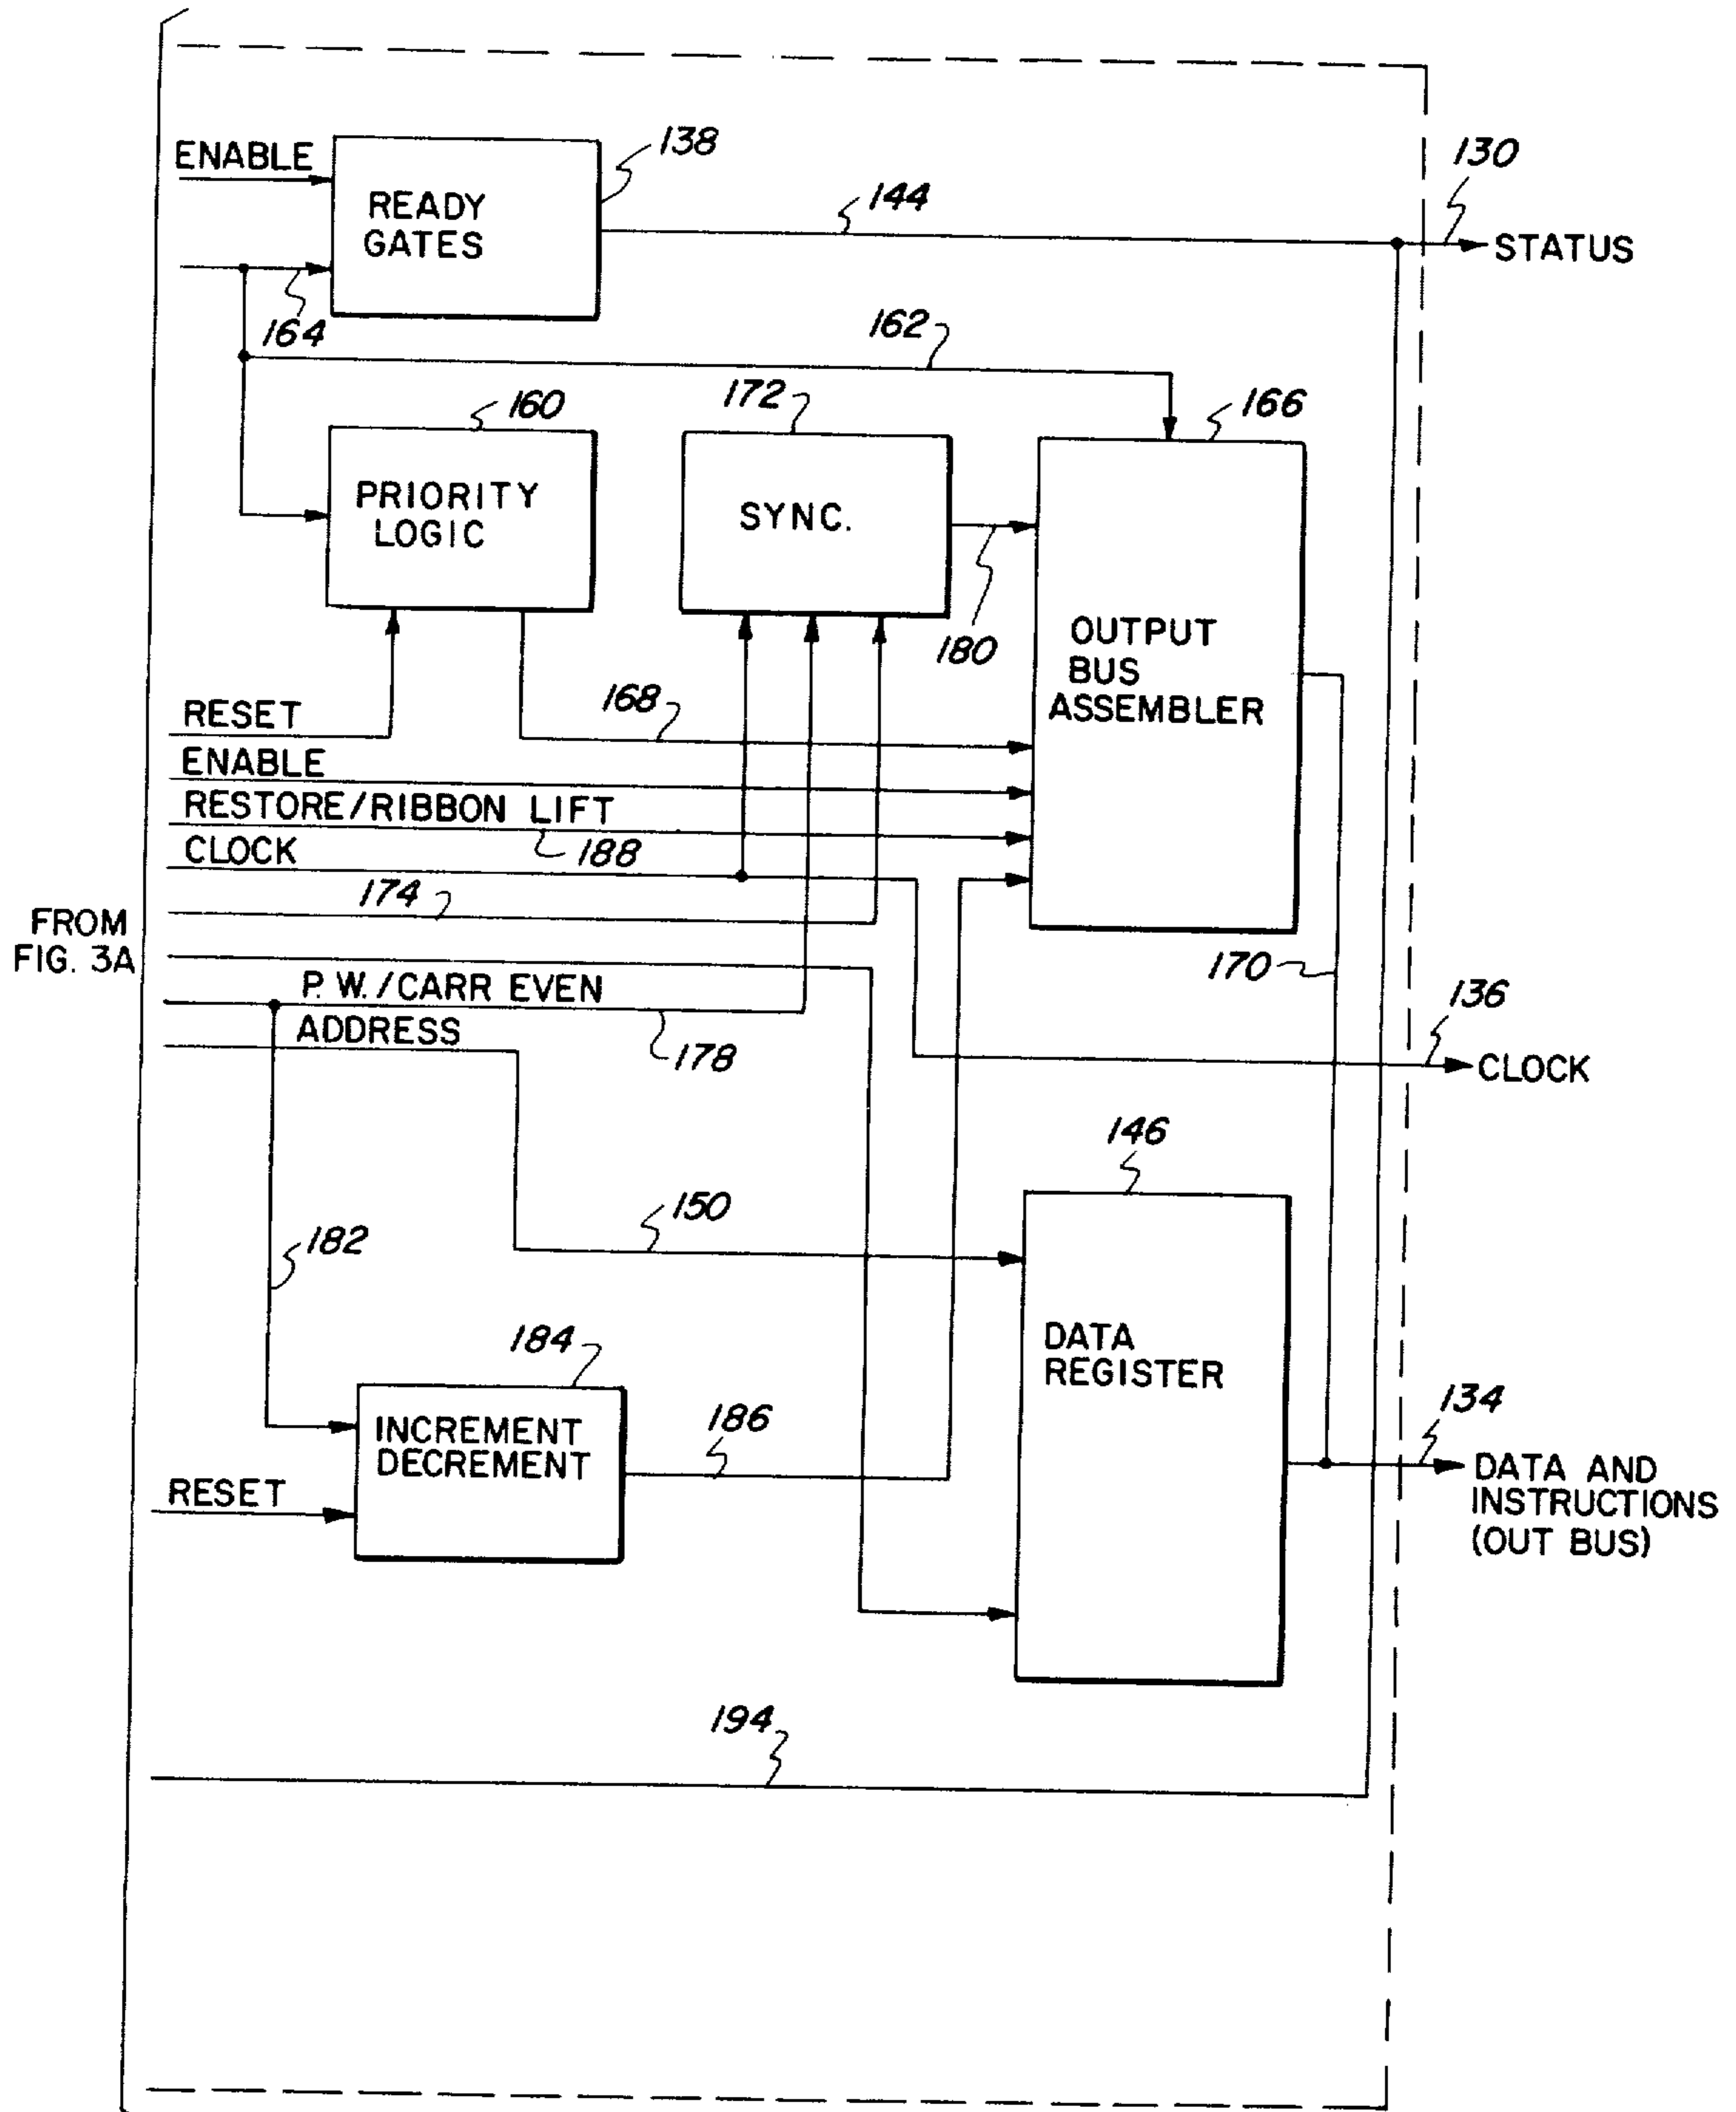 ENABLE
138
READY
GATES
144
130
STATUS
164
162
160
172
166
PRIORITY
LOGIC
SYNC.
180
OUTPUT
BUS
ASSEMBLER
RESET
168
ENABLE
RESTORE/RIBBON LIFT
188
CLOCK
174
FROM
FIG. 3A
170
P.W./CARR EVEN
178
ADDRESS
136
CLOCK
146
150
182
184
DATA
REGISTER
INCREMENT
DECREMENT
186
134
DATA AND
INSTRUCTIONS
(OUT BUS)
RESET
194